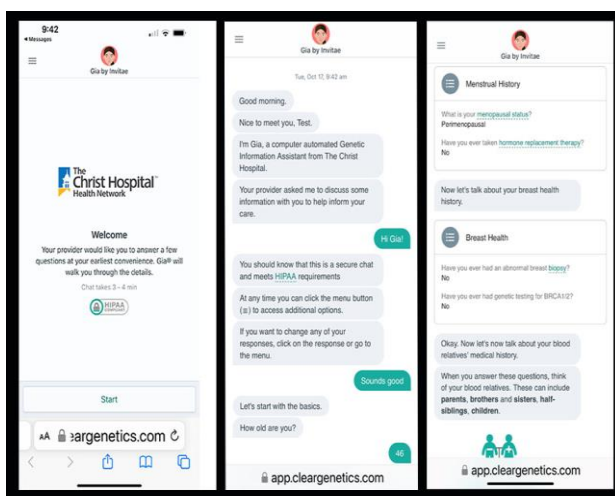 9:42
Messages
Gia by Invitae
The
Christ Hospital™
Health Network
Welcome
Your provider would like you to answer a few
questions at your earliest convenience. Gia® will
walk you through the details.
Chat takes 3 - 4 min
HIPAA
COMPLIANT
Start
AA
eargenetics.com
Gia by Invitae
Tue, Oct 17, 9:42 am
Good morning.
Nice to meet you, Test.
I'm Gia, a computer automated Genetic
Information Assistant from The Christ
Hospital.
Your provider asked me to discuss some
information with you to help inform your
care.
Hi Gia!
You should know that this is a secure chat
and meets HIPAA requirements
At any time you can click the menu button
(≡) to access additional options.
If you want to change any of your
responses, click on the response or go to
the menu.
Sounds good
Let's start with the basics.
How old are you?
46
app.cleargenetics.com
Gia by Invitae
Menstrual History
What is your menopausal status?
Perimenopausal
Have you ever taken hormone replacement therapy?
No
Now let's talk about your breast health
history.
Breast Health
Have you ever had an abnormal breast biopsy?
No
Have you ever had genetic testing for BRCA1/2?
No
Okay. Now let's now talk about your blood
relatives' medical history.
When you answer these questions, think
of your blood relatives. These can include
parents, brothers and sisters, half-
siblings, children.
app.cleargenetics.com